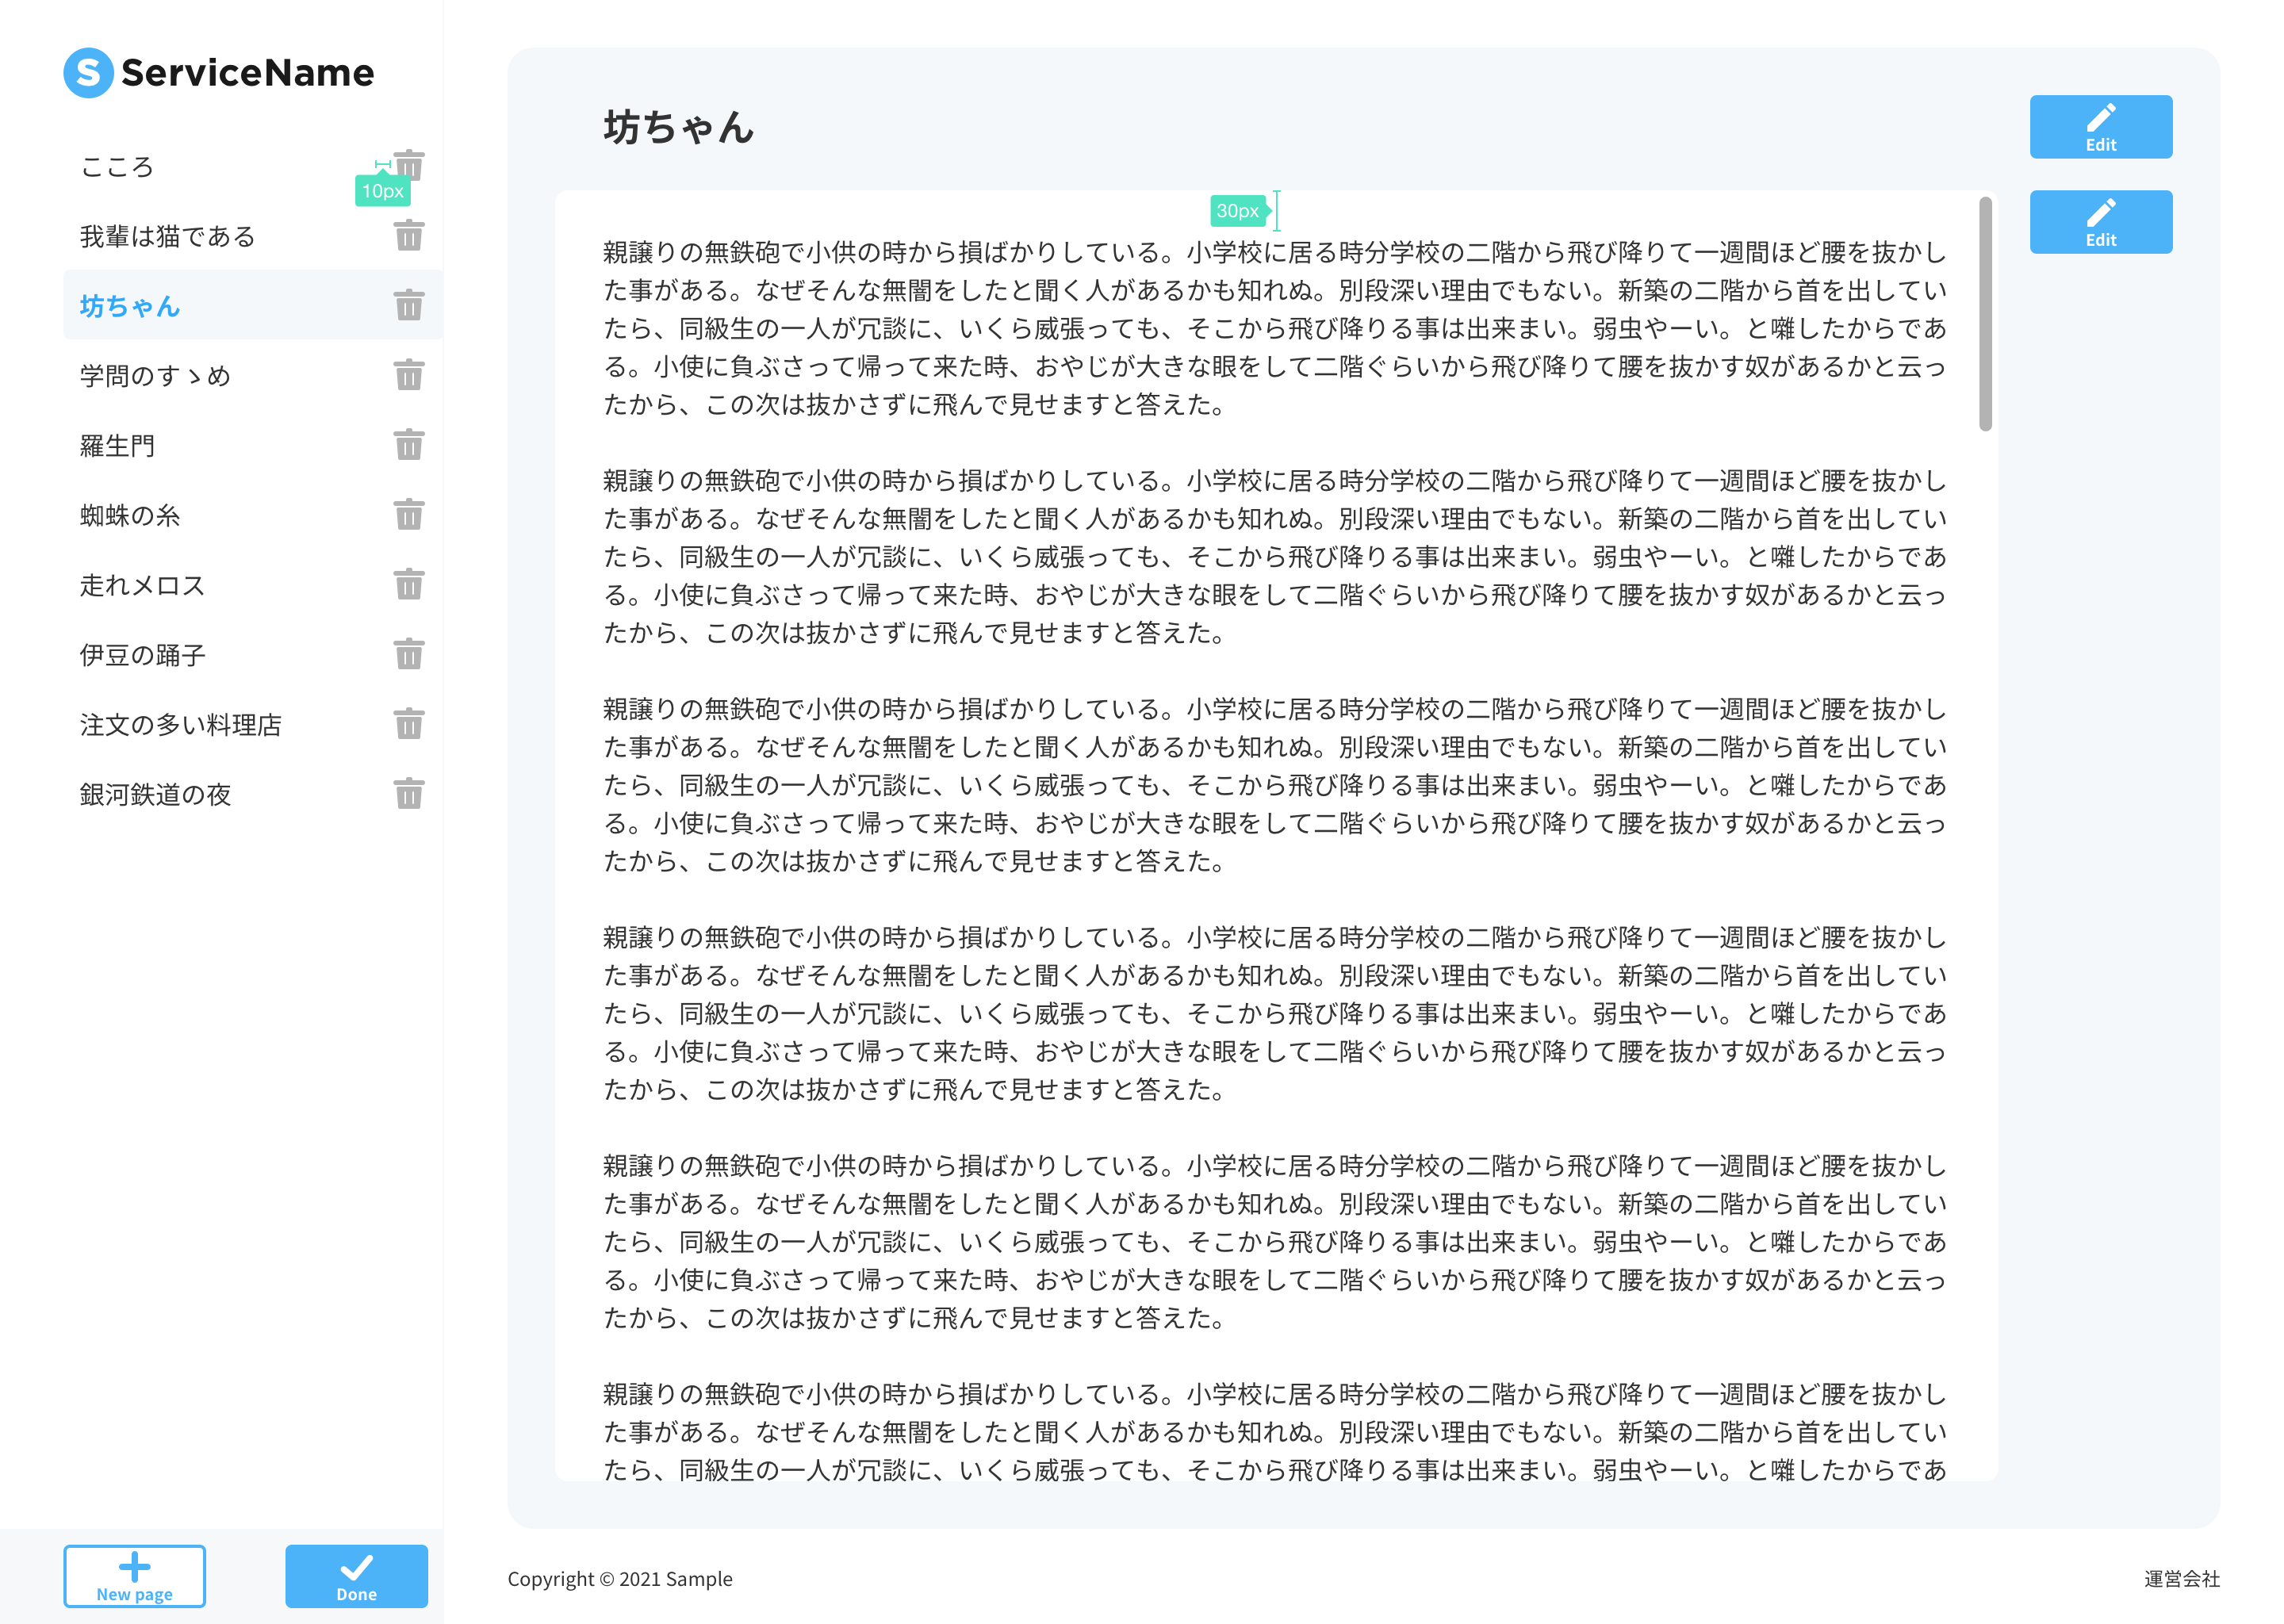 S ServiceName
こころ
10px
我輩は猫である
坊ちゃん
学問のすゝめ
羅生門
蜘蛛の糸
走れメロス
伊豆の踊子
注文の多い料理店
銀河鉄道の夜
New page
Done
坊ちゃん
Edit
Edit
30px
親譲りの無鉄砲で小供の時から損ばかりしている。小学校に居る時分学校の二階から飛び降りて一週間ほど腰を抜かし
た事がある。なぜそんな無闇をしたと聞く人があるかも知れぬ。別段深い理由でもない。新築の二階から首を出してい
たら、同級生の一人が冗談に、いくら威張っても、そこから飛び降りる事は出来まい。弱虫やーい。と囃したからであ
る。小使に負ぶさって帰って来た時、おやじが大きな眼をして二階ぐらいから飛び降りて腰を抜かす奴があるかと云っ
たから、この次は抜かさずに飛んで見せますと答えた。
親譲りの無鉄砲で小供の時から損ばかりしている。小学校に居る時分学校の二階から飛び降りて一週間ほど腰を抜かし
た事がある。なぜそんな無闇をしたと聞く人があるかも知れぬ。別段深い理由でもない。新築の二階から首を出してい
たら、同級生の一人が冗談に、いくら威張っても、そこから飛び降りる事は出来まい。弱虫やーい。と囃したからであ
る。小使に負ぶさって帰って来た時、おやじが大きな眼をして二階ぐらいから飛び降りて腰を抜かす奴があるかと云っ
たから、この次は抜かさずに飛んで見せますと答えた。
親譲りの無鉄砲で小供の時から損ばかりしている。小学校に居る時分学校の二階から飛び降りて一週間ほど腰を抜かし
た事がある。なぜそんな無闇をしたと聞く人があるかも知れぬ。別段深い理由でもない。新築の二階から首を出してい
たら、同級生の一人が冗談に、いくら威張っても、そこから飛び降りる事は出来まい。弱虫やーい。と囃したからであ
る。小使に負ぶさって帰って来た時、おやじが大きな眼をして二階ぐらいから飛び降りて腰を抜かす奴があるかと云っ
たから、この次は抜かさずに飛んで見せますと答えた。
親譲りの無鉄砲で小供の時から損ばかりしている。小学校に居る時分学校の二階から飛び降りて一週間ほど腰を抜かし
た事がある。なぜそんな無闇をしたと聞く人があるかも知れぬ。別段深い理由でもない。新築の二階から首を出してい
たら、同級生の一人が冗談に、いくら威張っても、そこから飛び降りる事は出来まい。弱虫やーい。と囃したからであ
る。小使に負ぶさって帰って来た時、おやじが大きな眼をして二階ぐらいから飛び降りて腰を抜かす奴があるかと云っ
たから、この次は抜かさずに飛んで見せますと答えた。
親譲りの無鉄砲で小供の時から損ばかりしている。小学校に居る時分学校の二階から飛び降りて一週間ほど腰を抜かし
た事がある。なぜそんな無闇をしたと聞く人があるかも知れぬ。別段深い理由でもない。新築の二階から首を出してい
たら、同級生の一人が冗談に、いくら威張っても、そこから飛び降りる事は出来まい。弱虫やーい。と囃したからであ
る。小使に負ぶさって帰って来た時、おやじが大きな眼をして二階ぐらいから飛び降りて腰を抜かす奴があるかと云っ
たから、この次は抜かさずに飛んで見せますと答えた。
親譲りの無鉄砲で小供の時から損ばかりしている。小学校に居る時分学校の二階から飛び降りて一週間ほど腰を抜かし
た事がある。なぜそんな無闇をしたと聞く人があるかも知れぬ。別段深い理由でもない。新築の二階から首を出してい
たら、同級生の一人が冗談に、いくら威張っても、そこから飛び降りる事は出来まい。弱虫やーい。と囃したからであ
Copyright © 2021 Sample
運営会社